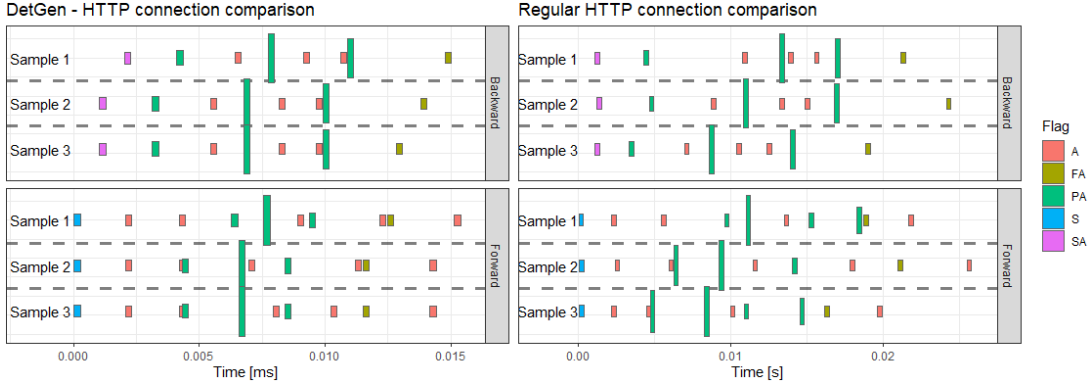 DetGen - HTTP connection comparison
Regular HTTP connection comparison
Sample 1
Sample 2
Sample 3
Backward
Sample 1
Sample 2
Sample 3
Backward
Sample 1
Sample 2
Sample 3
Forward
Sample 1
Sample 2
Sample 3
Forward
0.000 0.005 0.010 0.015
Time [ms]
0.00 0.01 0.02
Time [s]
Flag
A
FA
PA
S
SA